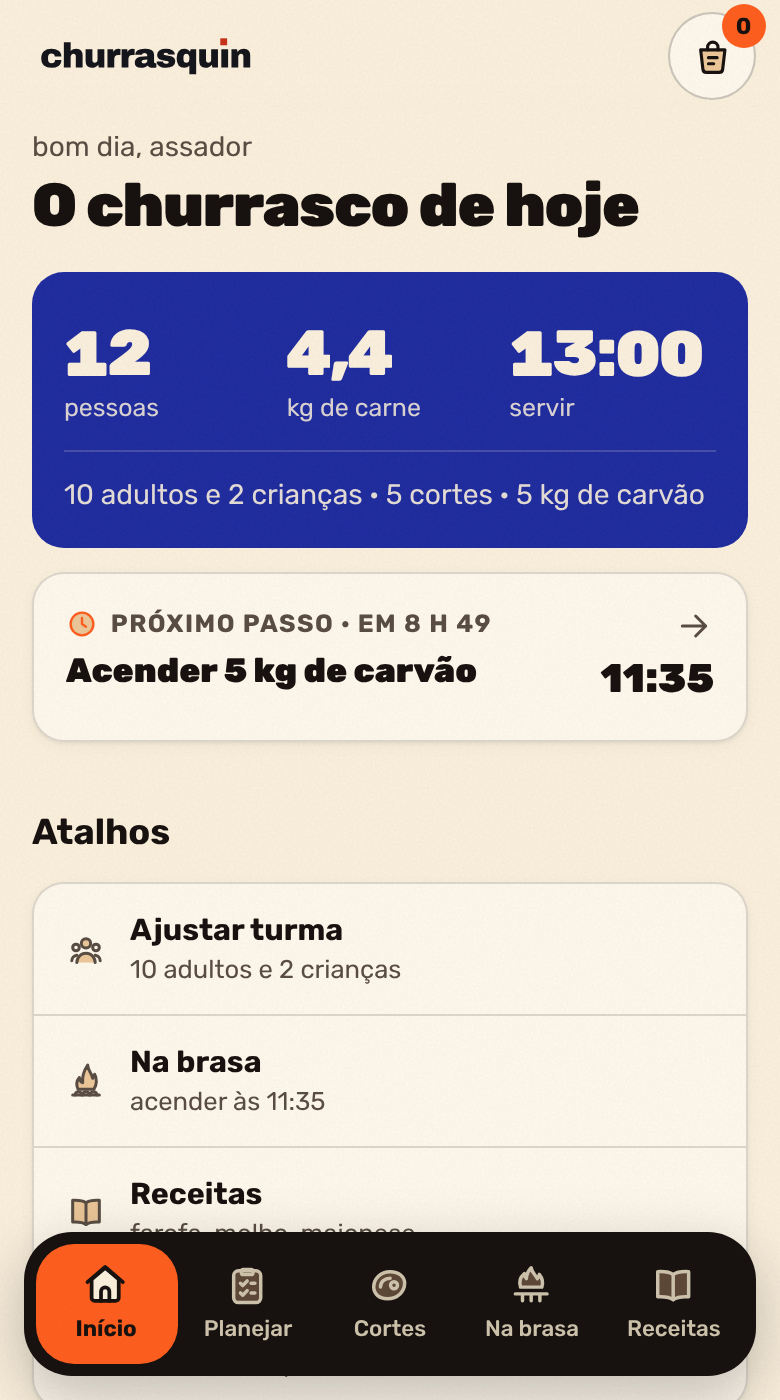 churrasquin
0
bom dia, assador
O churrasco de hoje
12
4,4
13:00
pessoas
kg de carne
servir
10 adultos e 2 crianças • 5 cortes • 5 kg de carvão
PRÓXIMO PASSO • EM 8 H 49
Acender 5 kg de carvão
11:35
Atalhos
Ajustar turma
10 adultos e 2 crianças
Na brasa
acender às 11:35
Receitas
farofa, molho, maionese
Início
Planejar
Cortes
Na brasa
Receitas